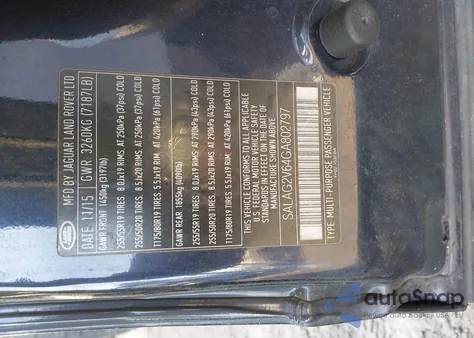 MFD BY JAGUAR LAND ROVER LTD
DATE 11/15 GWR 3260KG (7187LB)
GAWR FRONT 1450kg (3197lb)
255/55R19 TIRES 8.0Jx19 RIMS AT 250kPa (37psi) COLD
255/50R20 TIRES 8.5Jx20 RIMS AT 250kPa (37psi) COLD
T175/80R19 TIRES 5.5Jx19 RIM AT 420kPa (61psi) COLD
GAWR REAR 1855kg (4090lb)
255/55R19 TIRES 8.0Jx19 RIMS AT 290kPa (43psi) COLD
255/50R20 TIRES 8.5Jx20 RIMS AT 290kPa (43psi) COLD
T175/80R19 TIRES 5.5Jx19 RIM AT 420kPa (61psi) COLD
THIS VEHICLE CONFORMS TO ALL APPLICABLE
U.S FEDERAL MOTOR VEHICLE SAFETY
STANDARDS IN EFFECT ON THE DATE OF
MANUFACTURE SHOWN ABOVE.
SALAG2V64GA802797
TYPE: MULTI-PURPOSE PASSENGER VEHICLE
autoSnap